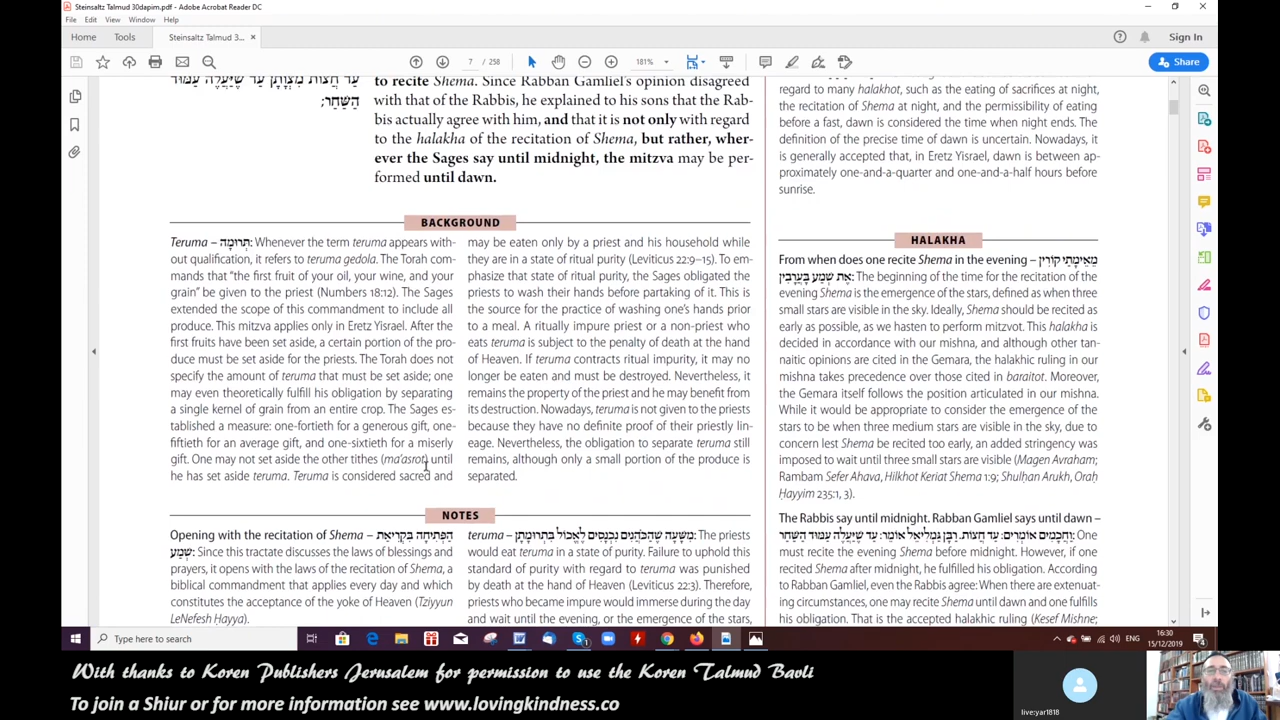 Steinsaltz Talmud 30dapim.pdf - Adobe Acrobat Reader DC
File Edit View Window Help
Home Tools Steinsaltz Talmud 3... × Sign In
7 / 258 181% Share
עַד חֲצוֹת מִצְוָתָן עַד שֶׁיַּעֲלֶה עַמּוּד
הַשַּׁחַר;
to recite Shema. Since Rabban Gamliel's opinion disagreed
with that of the Rabbis, he explained to his sons that the Rab-
bis actually agree with him, and that it is not only with regard
to the halakha of the recitation of Shema, but rather, wher-
ever the Sages say until midnight, the mitzva may be per-
formed until dawn.
BACKGROUND
Teruma – תְּרוּמָה: Whenever the term teruma appears with-
out qualification, it refers to teruma gedola. The Torah com-
mands that "the first fruit of your oil, your wine, and your
grain" be given to the priest (Numbers 18:12). The Sages
extended the scope of this commandment to include all
produce. This mitzva applies only in Eretz Yisrael. After the
first fruits have been set aside, a certain portion of the pro-
duce must be set aside for the priests. The Torah does not
specify the amount of teruma that must be set aside; one
may even theoretically fulfill his obligation by separating
a single kernel of grain from an entire crop. The Sages es-
tablished a measure: one-fortieth for a generous gift, one-
fiftieth for an average gift, and one-sixtieth for a miserly
gift. One may not set aside the other tithes (ma'asrot) until
he has set aside teruma. Teruma is considered sacred and
may be eaten only by a priest and his household while
they are in a state of ritual purity (Leviticus 22:9–15). To em-
phasize that state of ritual purity, the Sages obligated the
priests to wash their hands before partaking of it. This is
the source for the practice of washing one's hands prior
to a meal. A ritually impure priest or a non-priest who
eats teruma is subject to the penalty of death at the hand
of Heaven. If teruma contracts ritual impurity, it may no
longer be eaten and must be destroyed. Nevertheless, it
remains the property of the priest and he may benefit from
its destruction. Nowadays, teruma is not given to the priests
because they have no definite proof of their priestly lin-
eage. Nevertheless, the obligation to separate teruma still
remains, although only a small portion of the produce is
separated.
NOTES
Opening with the recitation of Shema – הַפְּתִיחָה בִּקְרִיאַת
שְׁמַע: Since this tractate discusses the laws of blessings and
prayers, it opens with the laws of the recitation of Shema, a
biblical commandment that applies every day and which
constitutes the acceptance of the yoke of Heaven (Tziyyun
LeNefesh Ḥayya).
teruma – מִשָּׁעָה שֶׁהַכֹּהֲנִים נִכְנָסִים לֶאֱכוֹל בִּתְרוּמָתָן: The priests
would eat teruma in a state of purity. Failure to uphold this
standard of purity with regard to teruma was punished
by death at the hand of Heaven (Leviticus 22:3). Therefore,
priests who became impure would immerse during the day
and wait until the evening, or the emergence of the stars,
regard to many halakhot, such as the eating of sacrifices at night,
the recitation of Shema at night, and the permissibility of eating
before a fast, dawn is considered the time when night ends. The
definition of the precise time of dawn is uncertain. Nowadays, it
is generally accepted that, in Eretz Yisrael, dawn is between ap-
proximately one-and-a-quarter and one-and-a-half hours before
sunrise.
HALAKHA
From when does one recite Shema in the evening – מֵאֵימָתַי קוֹרִין
אֶת שְׁמַע בָּעֲרָבִין: The beginning of the time for the recitation of the
evening Shema is the emergence of the stars, defined as when three
small stars are visible in the sky. Ideally, Shema should be recited as
early as possible, as we hasten to perform mitzvot. This halakha is
decided in accordance with our mishna, and although other tan-
naitic opinions are cited in the Gemara, the halakhic ruling in our
mishna takes precedence over those cited in baraitot. Moreover,
the Gemara itself follows the position articulated in our mishna.
While it would be appropriate to consider the emergence of the
stars to be when three medium stars are visible in the sky, due to
concern lest Shema be recited too early, an added stringency was
imposed to wait until three small stars are visible (Magen Avraham;
Rambam Sefer Ahava, Hilkhot Keriat Shema 1:9; Shulḥan Arukh, Oraḥ
Ḥayyim 235:1, 3).
The Rabbis say until midnight. Rabban Gamliel says until dawn –
וַחֲכָמִים אוֹמְרִים: עַד חֲצוֹת. רַבָּן גַּמְלִיאֵל אוֹמֵר: עַד שֶׁיַּעֲלֶה עַמּוּד הַשַּׁחַר: One
must recite the evening Shema before midnight. However, if one
recited Shema after midnight, he fulfilled his obligation. According
to Rabban Gamliel, even the Rabbis agree: When there are extenuat-
ing circumstances, one may recite Shema until dawn and one fulfills
his obligation. That is the accepted halakhic ruling (Kesef Mishne;
Type here to search ENG 16:30
15/12/2019
With thanks to Koren Publishers Jerusalem for permission to use the Koren Talmud Bavli
To join a Shiur or for more information see www.lovingkindness.co
live:yar1818